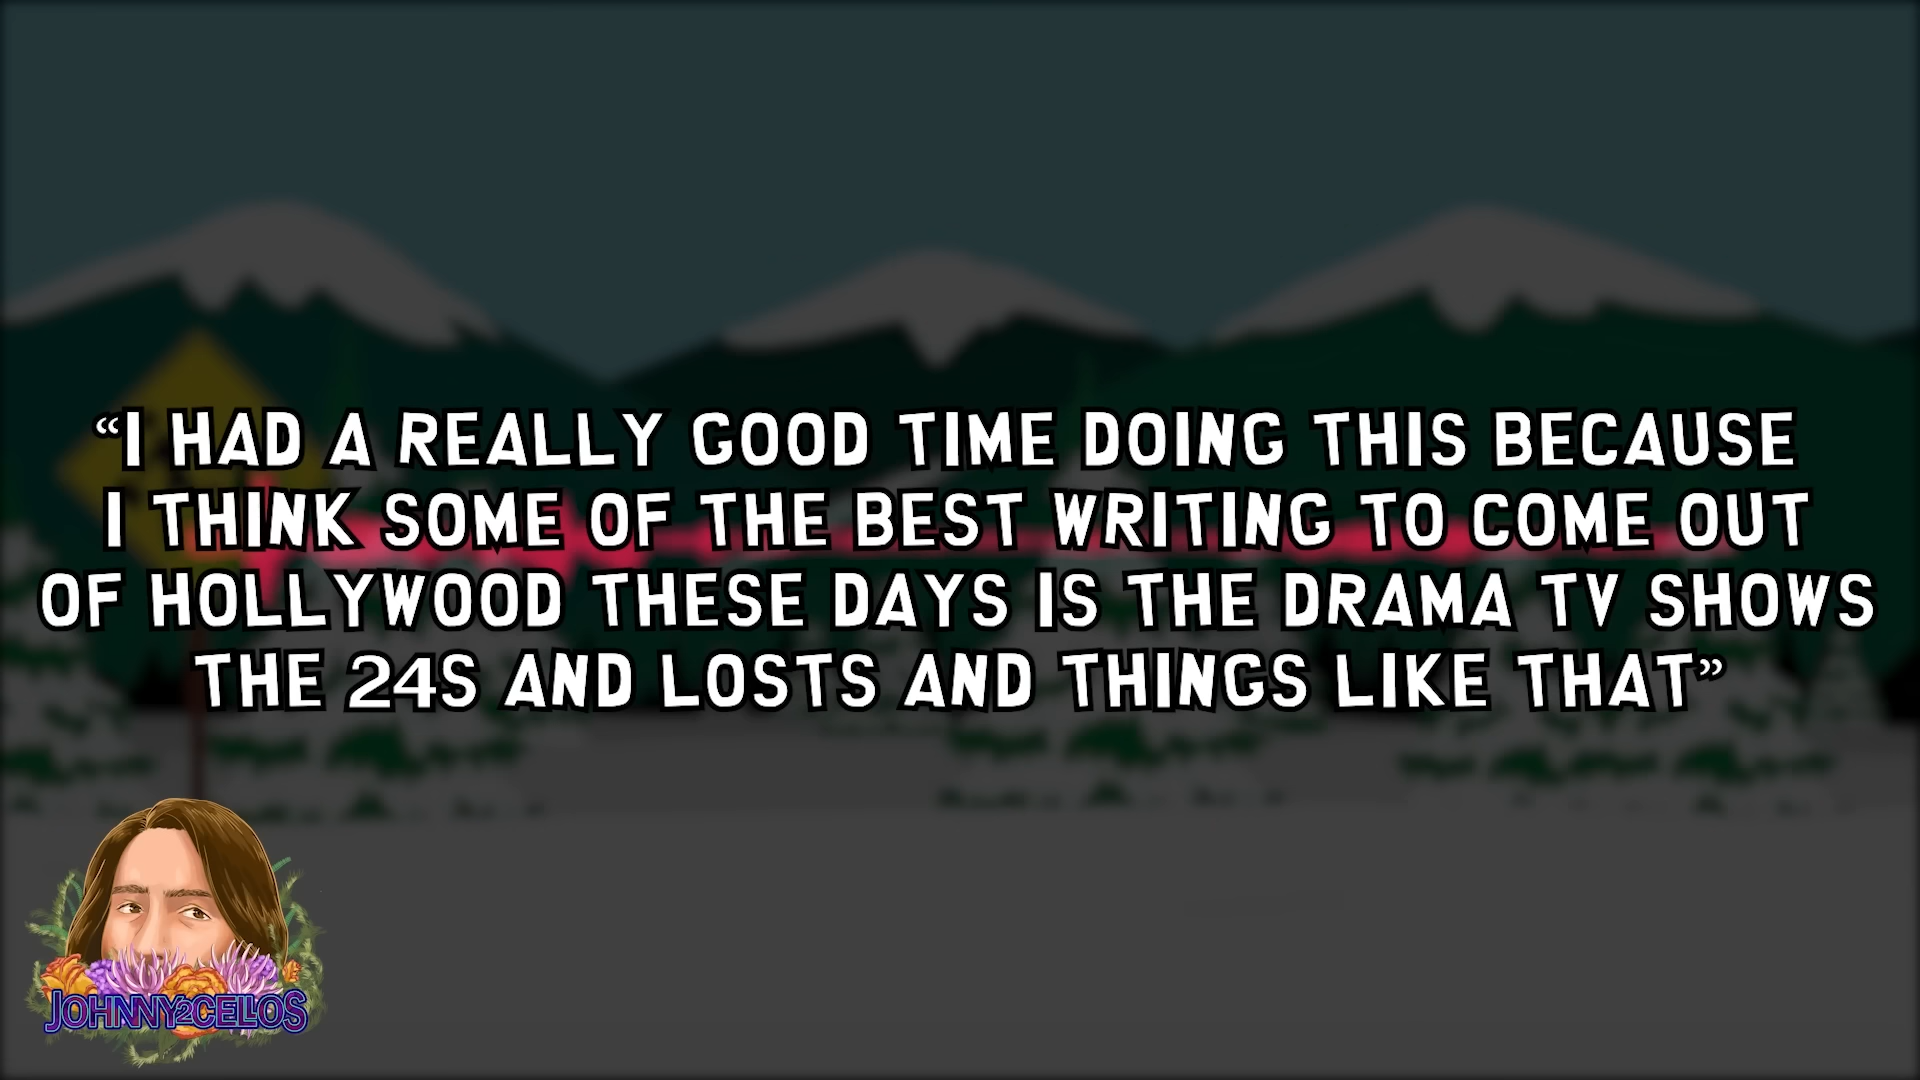 “I HAD A REALLY GOOD TIME DOING THIS BECAUSE
I THINK SOME OF THE BEST WRITING TO COME OUT
OF HOLLYWOOD THESE DAYS IS THE DRAMA TV SHOWS
THE 24S AND LOSTS AND THINGS LIKE THAT”
JOHNNY2CELLOS